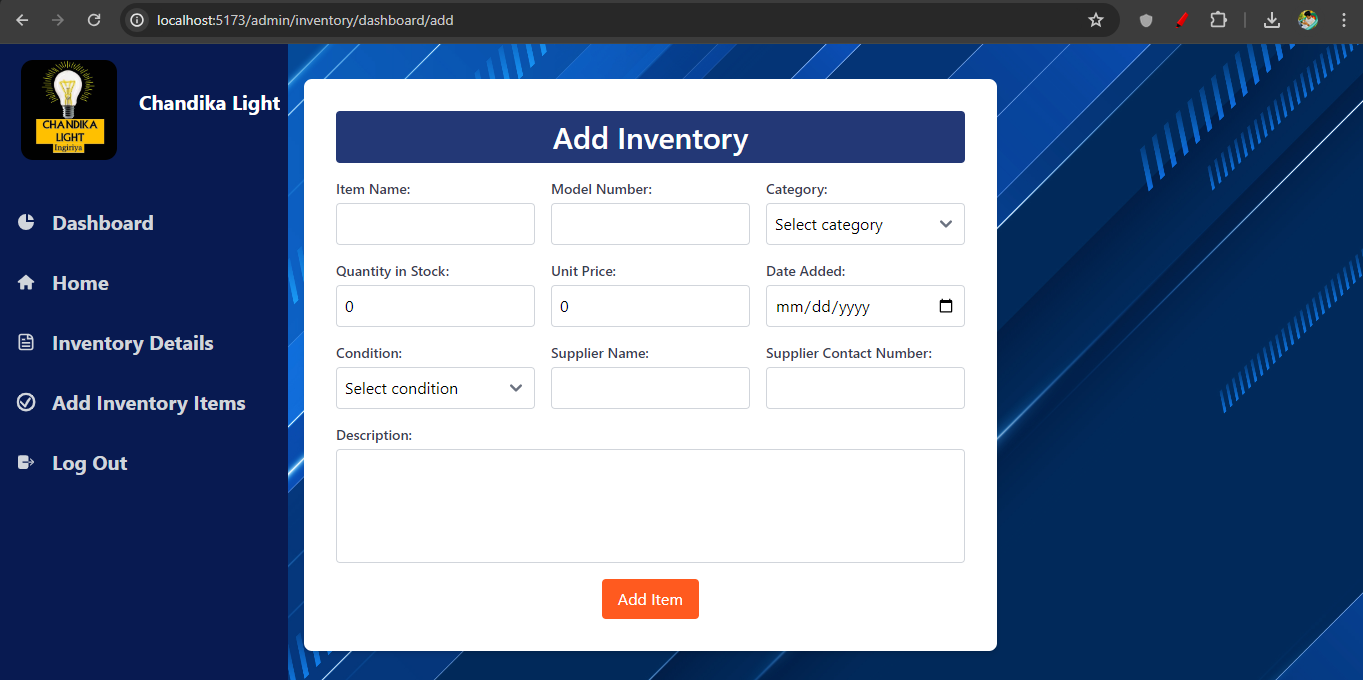 localhost:5173/admin/inventory/dashboard/add
CHANDIKA
LIGHT
Ingiriya
Chandika Light
Dashboard
Home
Inventory Details
Add Inventory Items
Log Out
Add Inventory
Item Name: Model Number: Category:
Select category
Quantity in Stock: Unit Price: Date Added:
0 0 mm/dd/yyyy
Condition: Supplier Name: Supplier Contact Number:
Select condition
Description:
Add Item